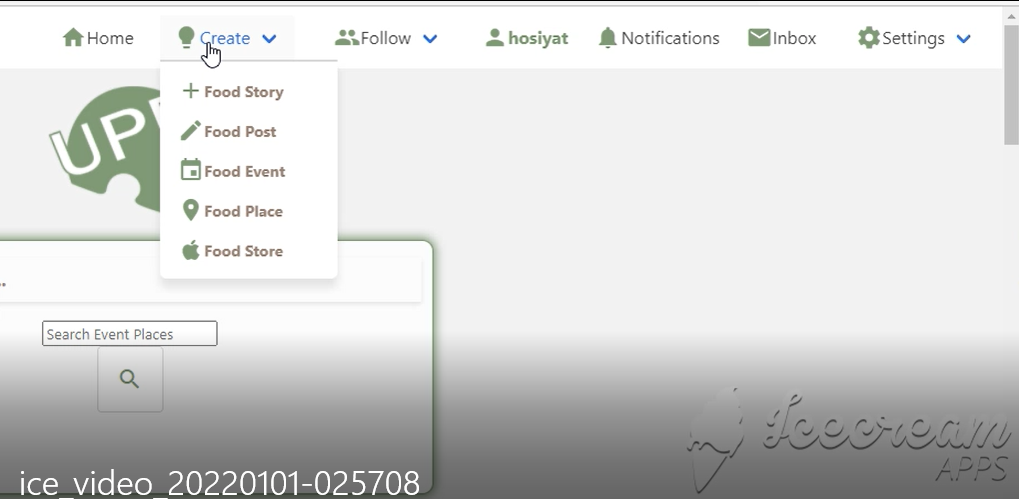 Home Create Follow hosiyat Notifications Inbox Settings
Food Story
Food Post
Food Event
Food Place
Food Store
..
Search Event Places
Icecream
APPS
ice_video_20220101-025708